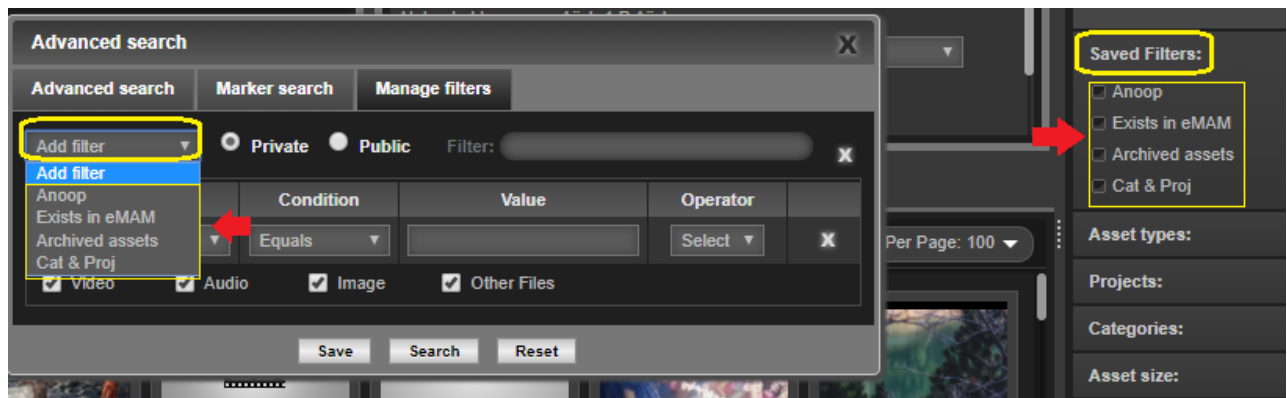 Advanced search X
Advanced search Marker search Manage filters
Add filter Private Public Filter: X
Add filter
Anoop
Exists in eMAM
Archived assets
Cat & Proj
Condition Value Operator
Equals Select X
Video Audio Image Other Files
Save Search Reset
Per Page: 100
Saved Filters:
Anoop
Exists in eMAM
Archived assets
Cat & Proj
Asset types:
Projects:
Categories:
Asset size: